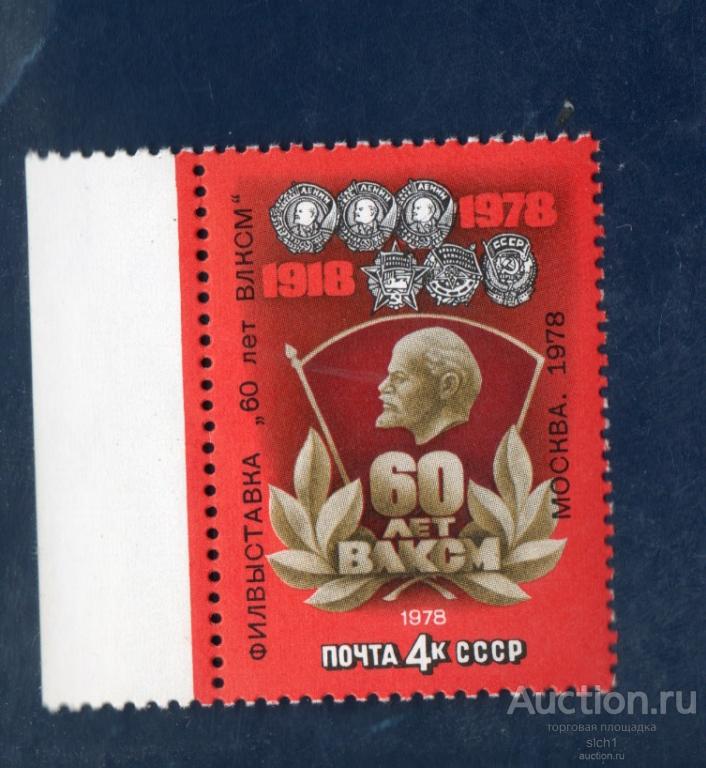 ЛЕНИН ЛЕНИН ЛЕНИН
1978
1918
СССР
ФИЛВЫСТАВКА „60 лет ВЛКСМ“
МОСКВА. 1978
60
ЛЕТ
ВЛКСМ
1978
ПОЧТА 4к СССР
Auction.ru
торговая площадка
slch1
auction.ru